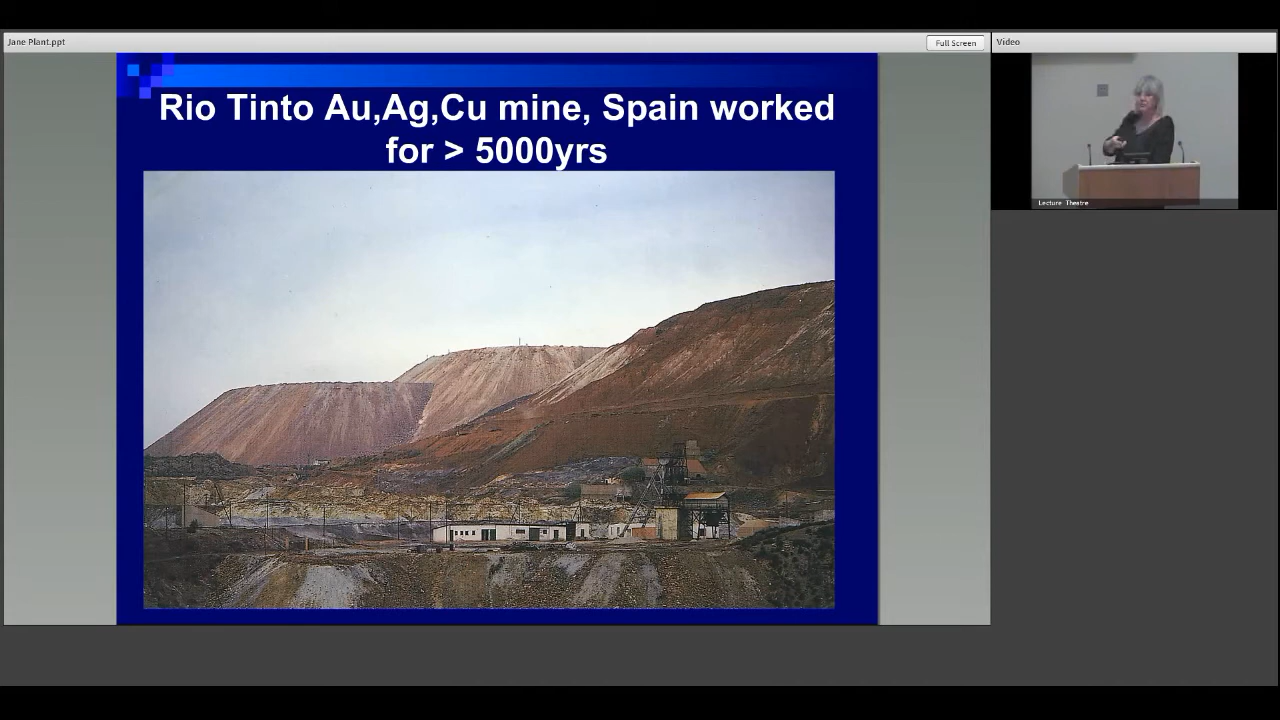 Jane Plant.ppt
Full Screen
Video
Rio Tinto Au,Ag,Cu mine, Spain worked
for > 5000yrs
Lecture Theatre